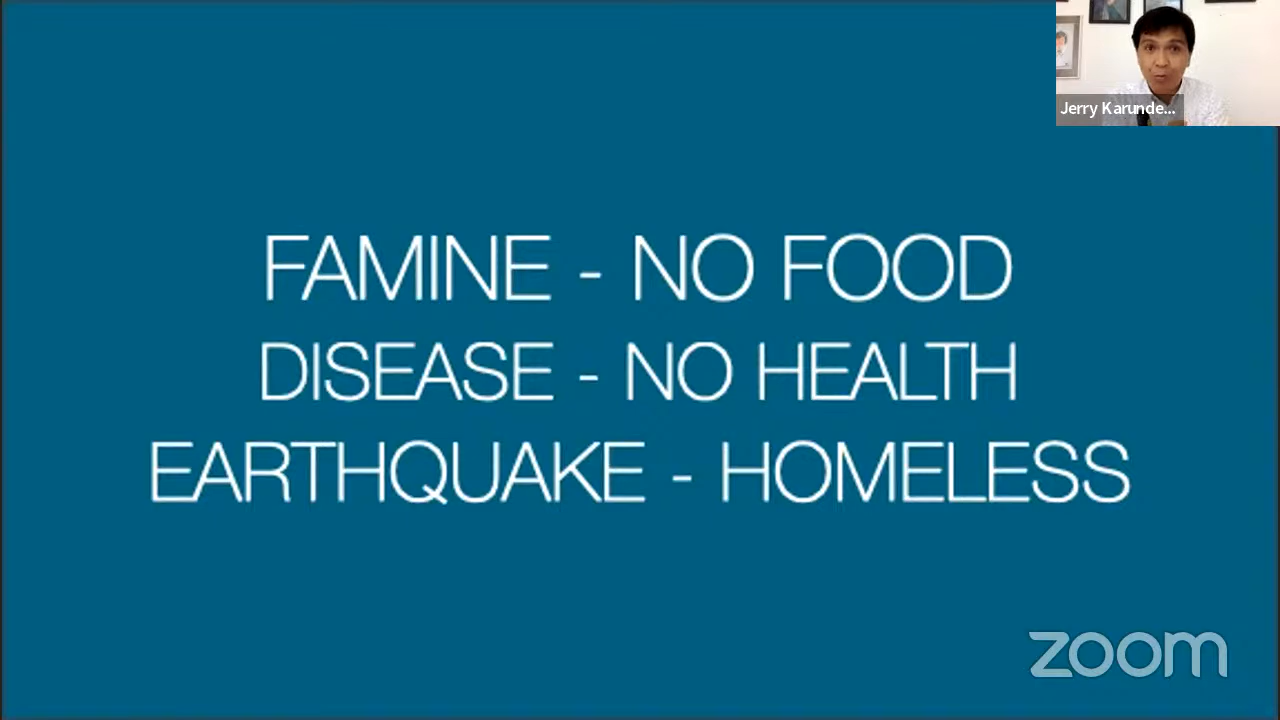 Jerry Karunde...
FAMINE - NO FOOD
DISEASE - NO HEALTH
EARTHQUAKE - HOMELESS
zoom